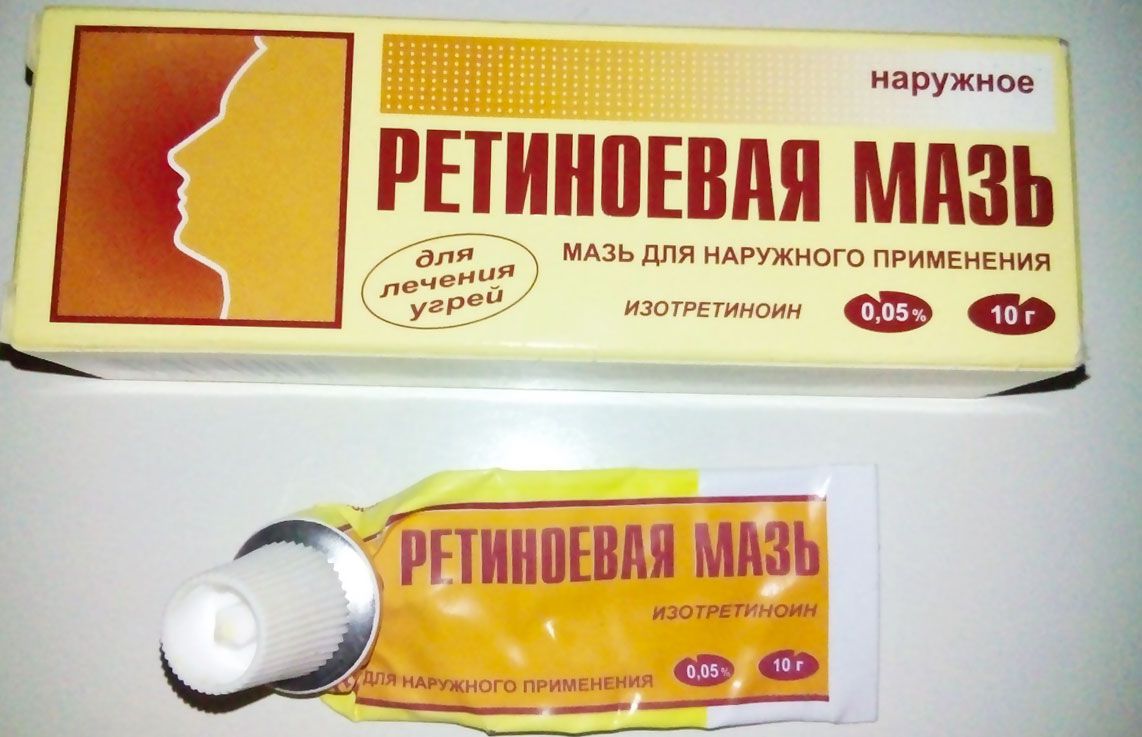 наружное
РЕТИНОЕВАЯ МАЗЬ
МАЗЬ ДЛЯ НАРУЖНОГО ПРИМЕНЕНИЯ
для
лечения
угрей
ИЗОТРЕТИНОИН 0,05% 10 г
РЕТИНОЕВАЯ МАЗЬ
ИЗОТРЕТИНОИН
ДЛЯ НАРУЖНОГО ПРИМЕНЕНИЯ 0,05% 10 г